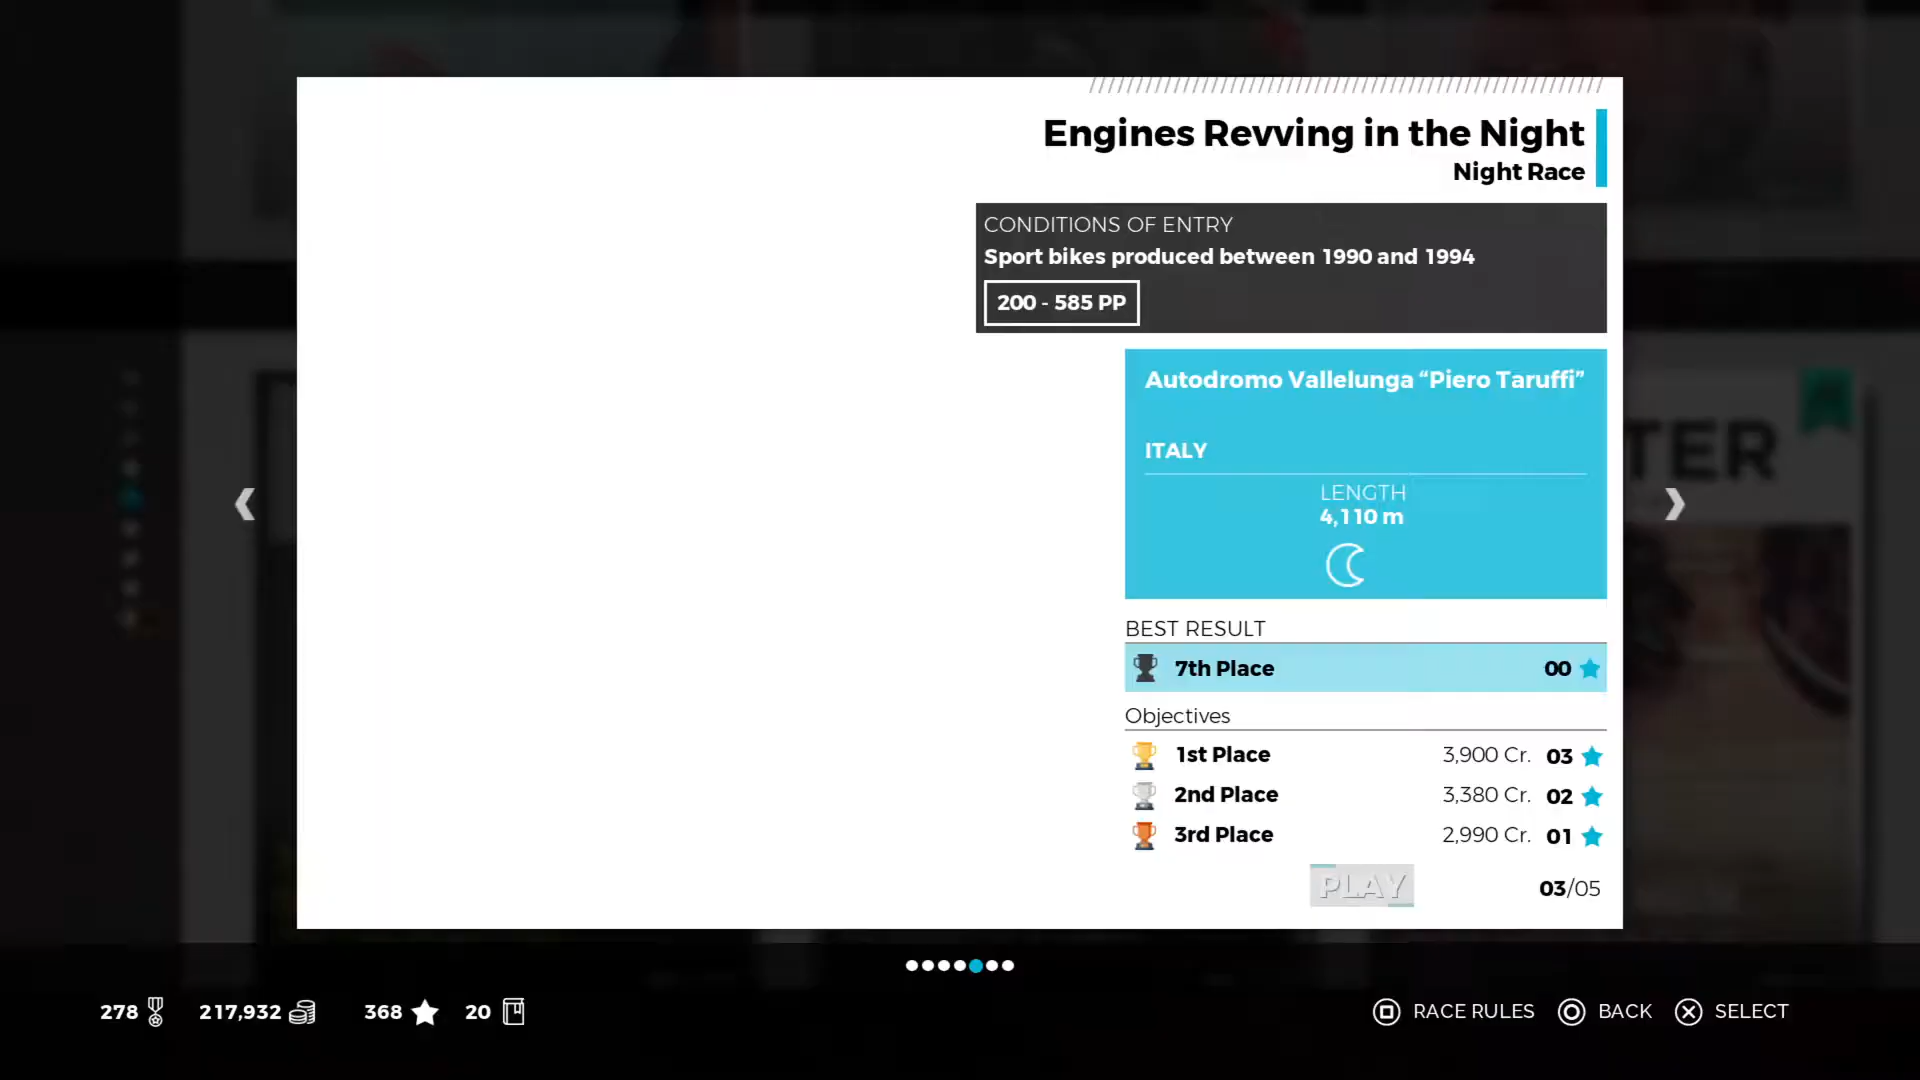 Engines Revving in the Night
Night Race
CONDITIONS OF ENTRY
Sport bikes produced between 1990 and 1994
200 - 585 PP
Autodromo Vallelunga “Piero Taruffi”
ITALY
LENGTH
4,110 m
BEST RESULT
7th Place 00
Objectives
1st Place 3,900 Cr. 03
2nd Place 3,380 Cr. 02
3rd Place 2,990 Cr. 01
PLAY 03/05
TER
278 217,932 368 20 RACE RULES BACK SELECT